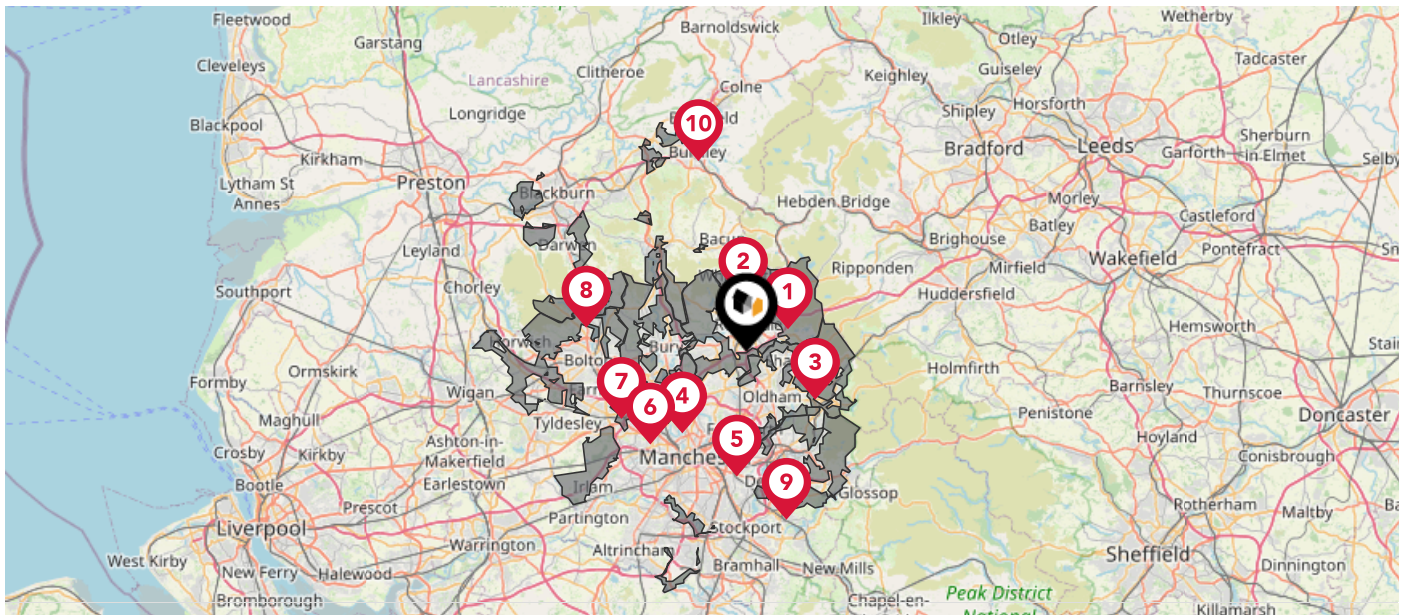 Fleetwood
Barnoldswick
Ilkley
Wetherby
Garstang
Otley
Tadcaster
Cleveleys
Clitheroe
Keighley
Guiseley
Lancashire
Colne
Longridge
Shipley
Horsforth
Blackpool
10
Sherburn
in Elmet
Kirkham
Bradford
Leeds
Garforth
Preston
Lytham St
Annes
Blackburn
Hebden Bridge
Morley
Batley
Castleford
Leyland
Brighouse
Pontefract
Wakefield
2
Ripponden
Mirfield
Southport
Chorley
8
1
Huddersfield
Hemsworth
Bolton
Bury
3
Holmfirth
Formby
Ormskirk
Wigan
7
6
4
Oldham
Barnsley
Thurnscoe
Penistone
Doncaster
Maghull
Tyldesley
5
Hoyland
Crosby
Kirkby
Ashton-in-
Makerfield
Conisbrough
Bootle
Earlestown
Irlam
9
Glossop
Prescot
Rotherham
Maltby
Liverpool
Partington
Stockport
West Kirby
Warrington
Altrincham
Sheffield
New Ferry
Halewood
Bramhall
New Mills
Dinnington
Bromborough
Chapel-en-
Peak District
National
Killamarsh